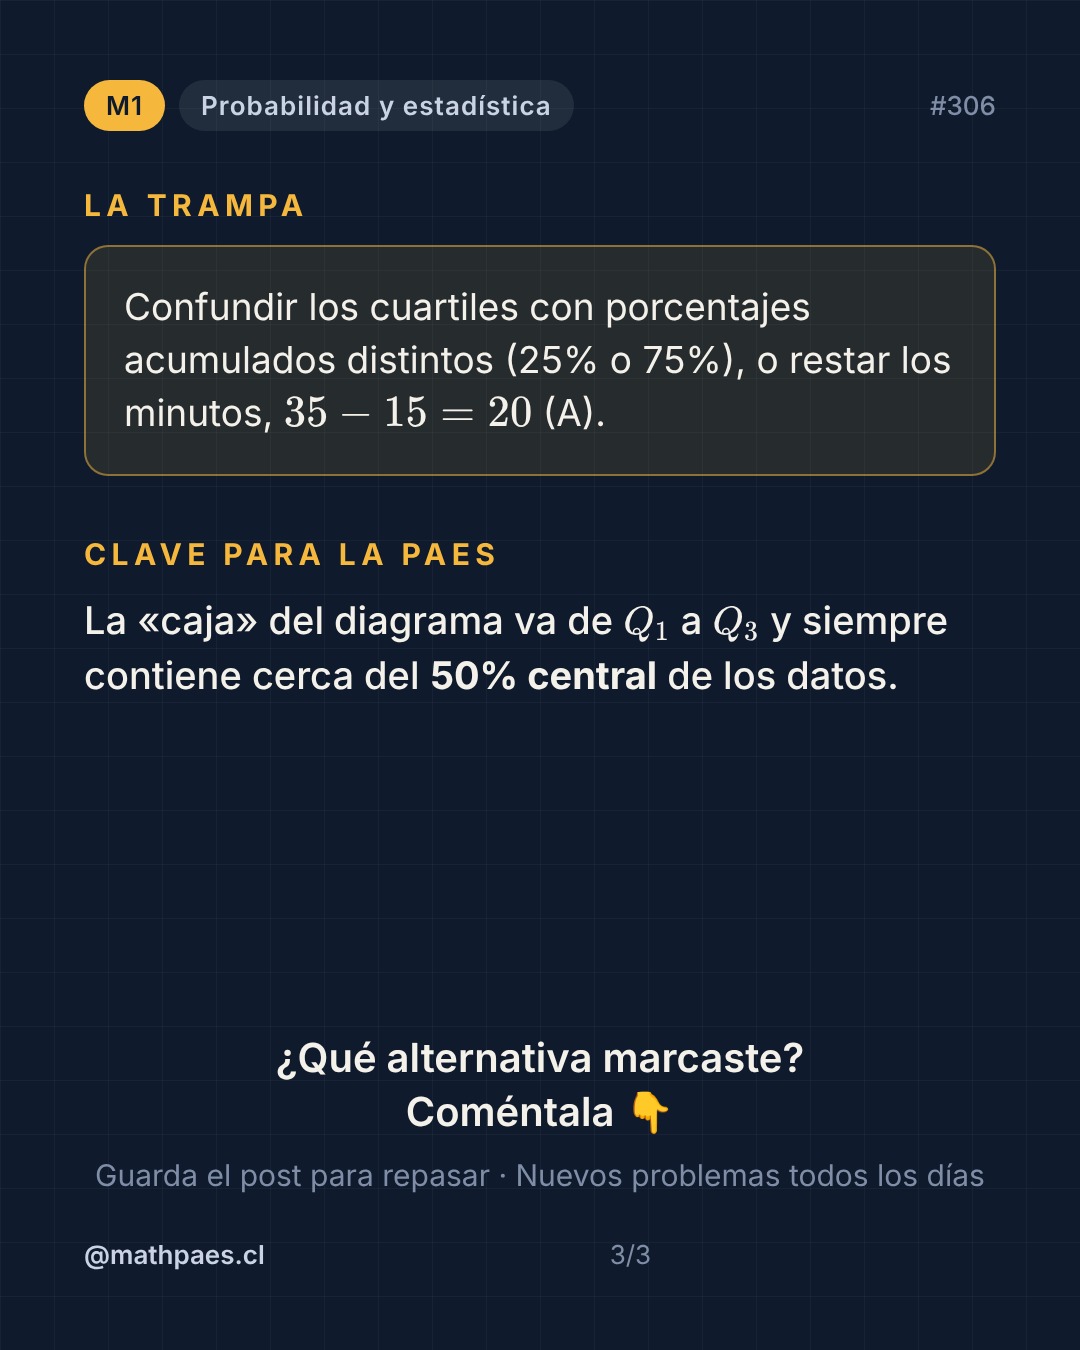 M1 Probabilidad y estadística #306
LA TRAMPA
Confundir los cuartiles con porcentajes
acumulados distintos (25% o 75%), o restar los
minutos, 35 − 15 = 20 (A).
CLAVE PARA LA PAES
La «caja» del diagrama va de Q₁ a Q₃ y siempre
contiene cerca del 50% central de los datos.
¿Qué alternativa marcaste?
Coméntala 👇
Guarda el post para repasar · Nuevos problemas todos los días
@mathpaes.cl 3/3